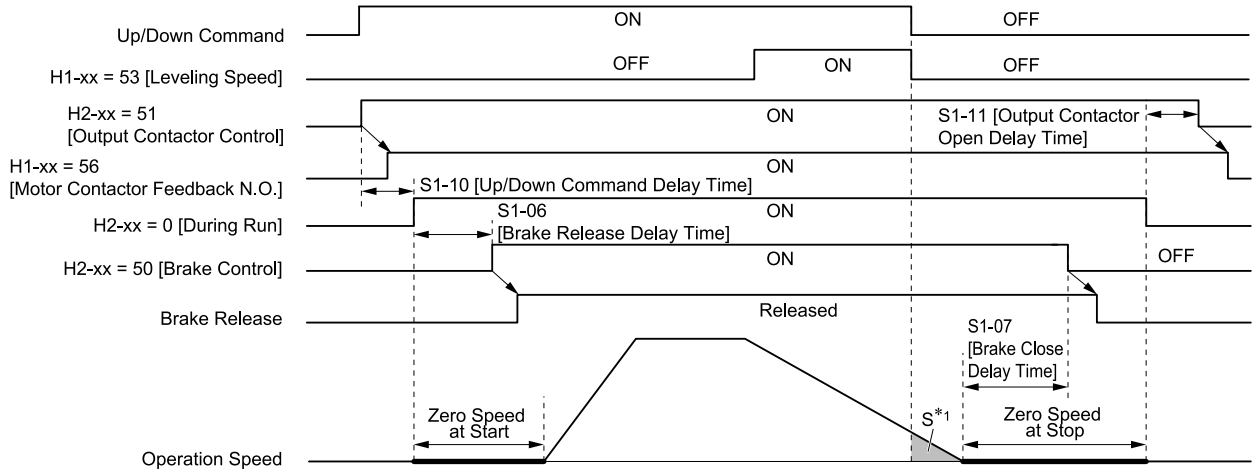 Up/Down Command
ON
OFF
H1-xx = 53 [Leveling Speed]
OFF
ON
OFF
H2-xx = 51
[Output Contactor Control]
ON
S1-11 [Output Contactor
Open Delay Time]
H1-xx = 56
[Motor Contactor Feedback N.O.]
ON
S1-10 [Up/Down Command Delay Time]
H2-xx = 0 [During Run]
ON
S1-06
[Brake Release Delay Time]
H2-xx = 50 [Brake Control]
ON
OFF
Brake Release
Released
S1-07
[Brake Close
Delay Time]
Zero Speed
at Start
S*1
Zero Speed
at Stop
Operation Speed